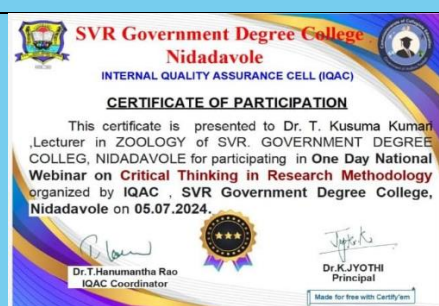 SVR Government Degree College
Nidadavole
INTERNAL QUALITY ASSURANCE CELL (IQAC)
CERTIFICATE OF PARTICIPATION
This certificate is presented to Dr. T. Kusuma Kumari
,Lecturer in ZOOLOGY of SVR. GOVERNMENT DEGREE
COLLEG, NIDADAVOLE for participating in One Day National
Webinar on Critical Thinking in Research Methodology
organized by IQAC , SVR Government Degree College,
Nidadavole on 05.07.2024.
Dr.T.Hanumantha Rao
IQAC Coordinator
Dr.K.JYOTHI
Principal
Made for free with Certify'em